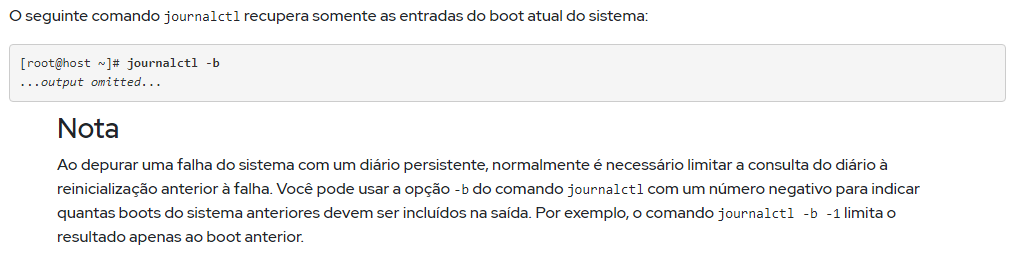 O seguinte comando journalctl recupera somente as entradas do boot atual do sistema:
[root@host ~]# journalctl -b
...output omitted...
Nota
Ao depurar uma falha do sistema com um diário persistente, normalmente é necessário limitar a consulta do diário à
reinicialização anterior à falha. Você pode usar a opção -b do comando journalctl com um número negativo para indicar
quantas boots do sistema anteriores devem ser incluídos na saída. Por exemplo, o comando journalctl -b -1 limita o
resultado apenas ao boot anterior.